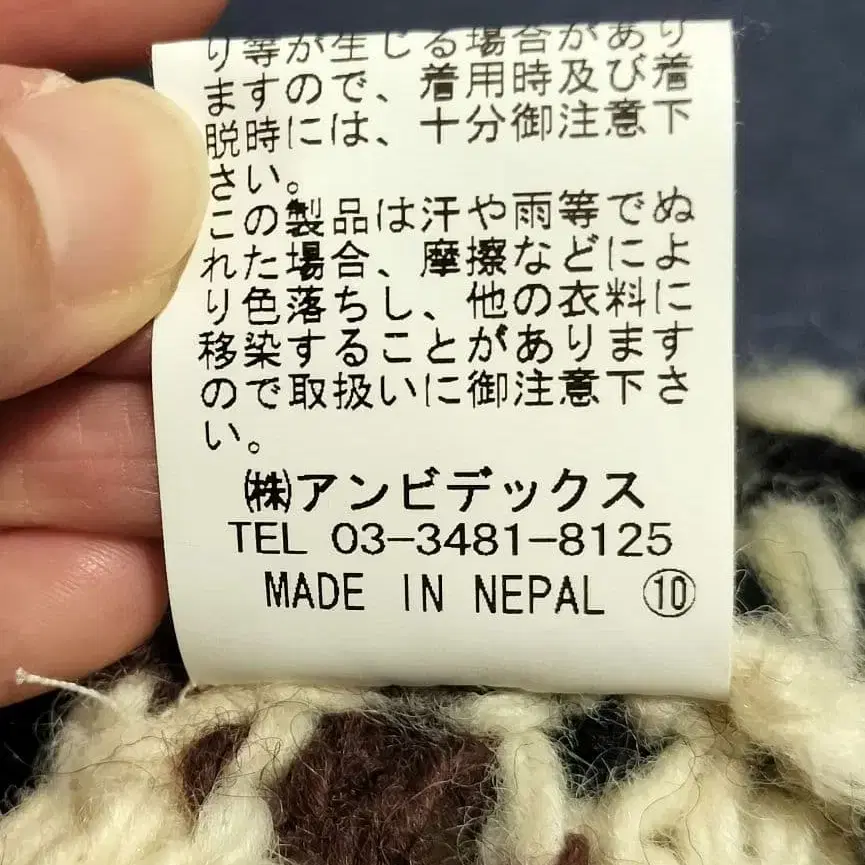 り等が生じる場合があり
ますので、着用時及び着
脱時には、十分御注意下
さい。
この製品は汗や雨等でぬ
れた場合、摩擦などによ
り色落ちし、他の衣料に
移染することがあります
ので取扱いに御注意下さ
い。
㈱アンビデックス
TEL 03-3481-8125
MADE IN NEPAL ⑩